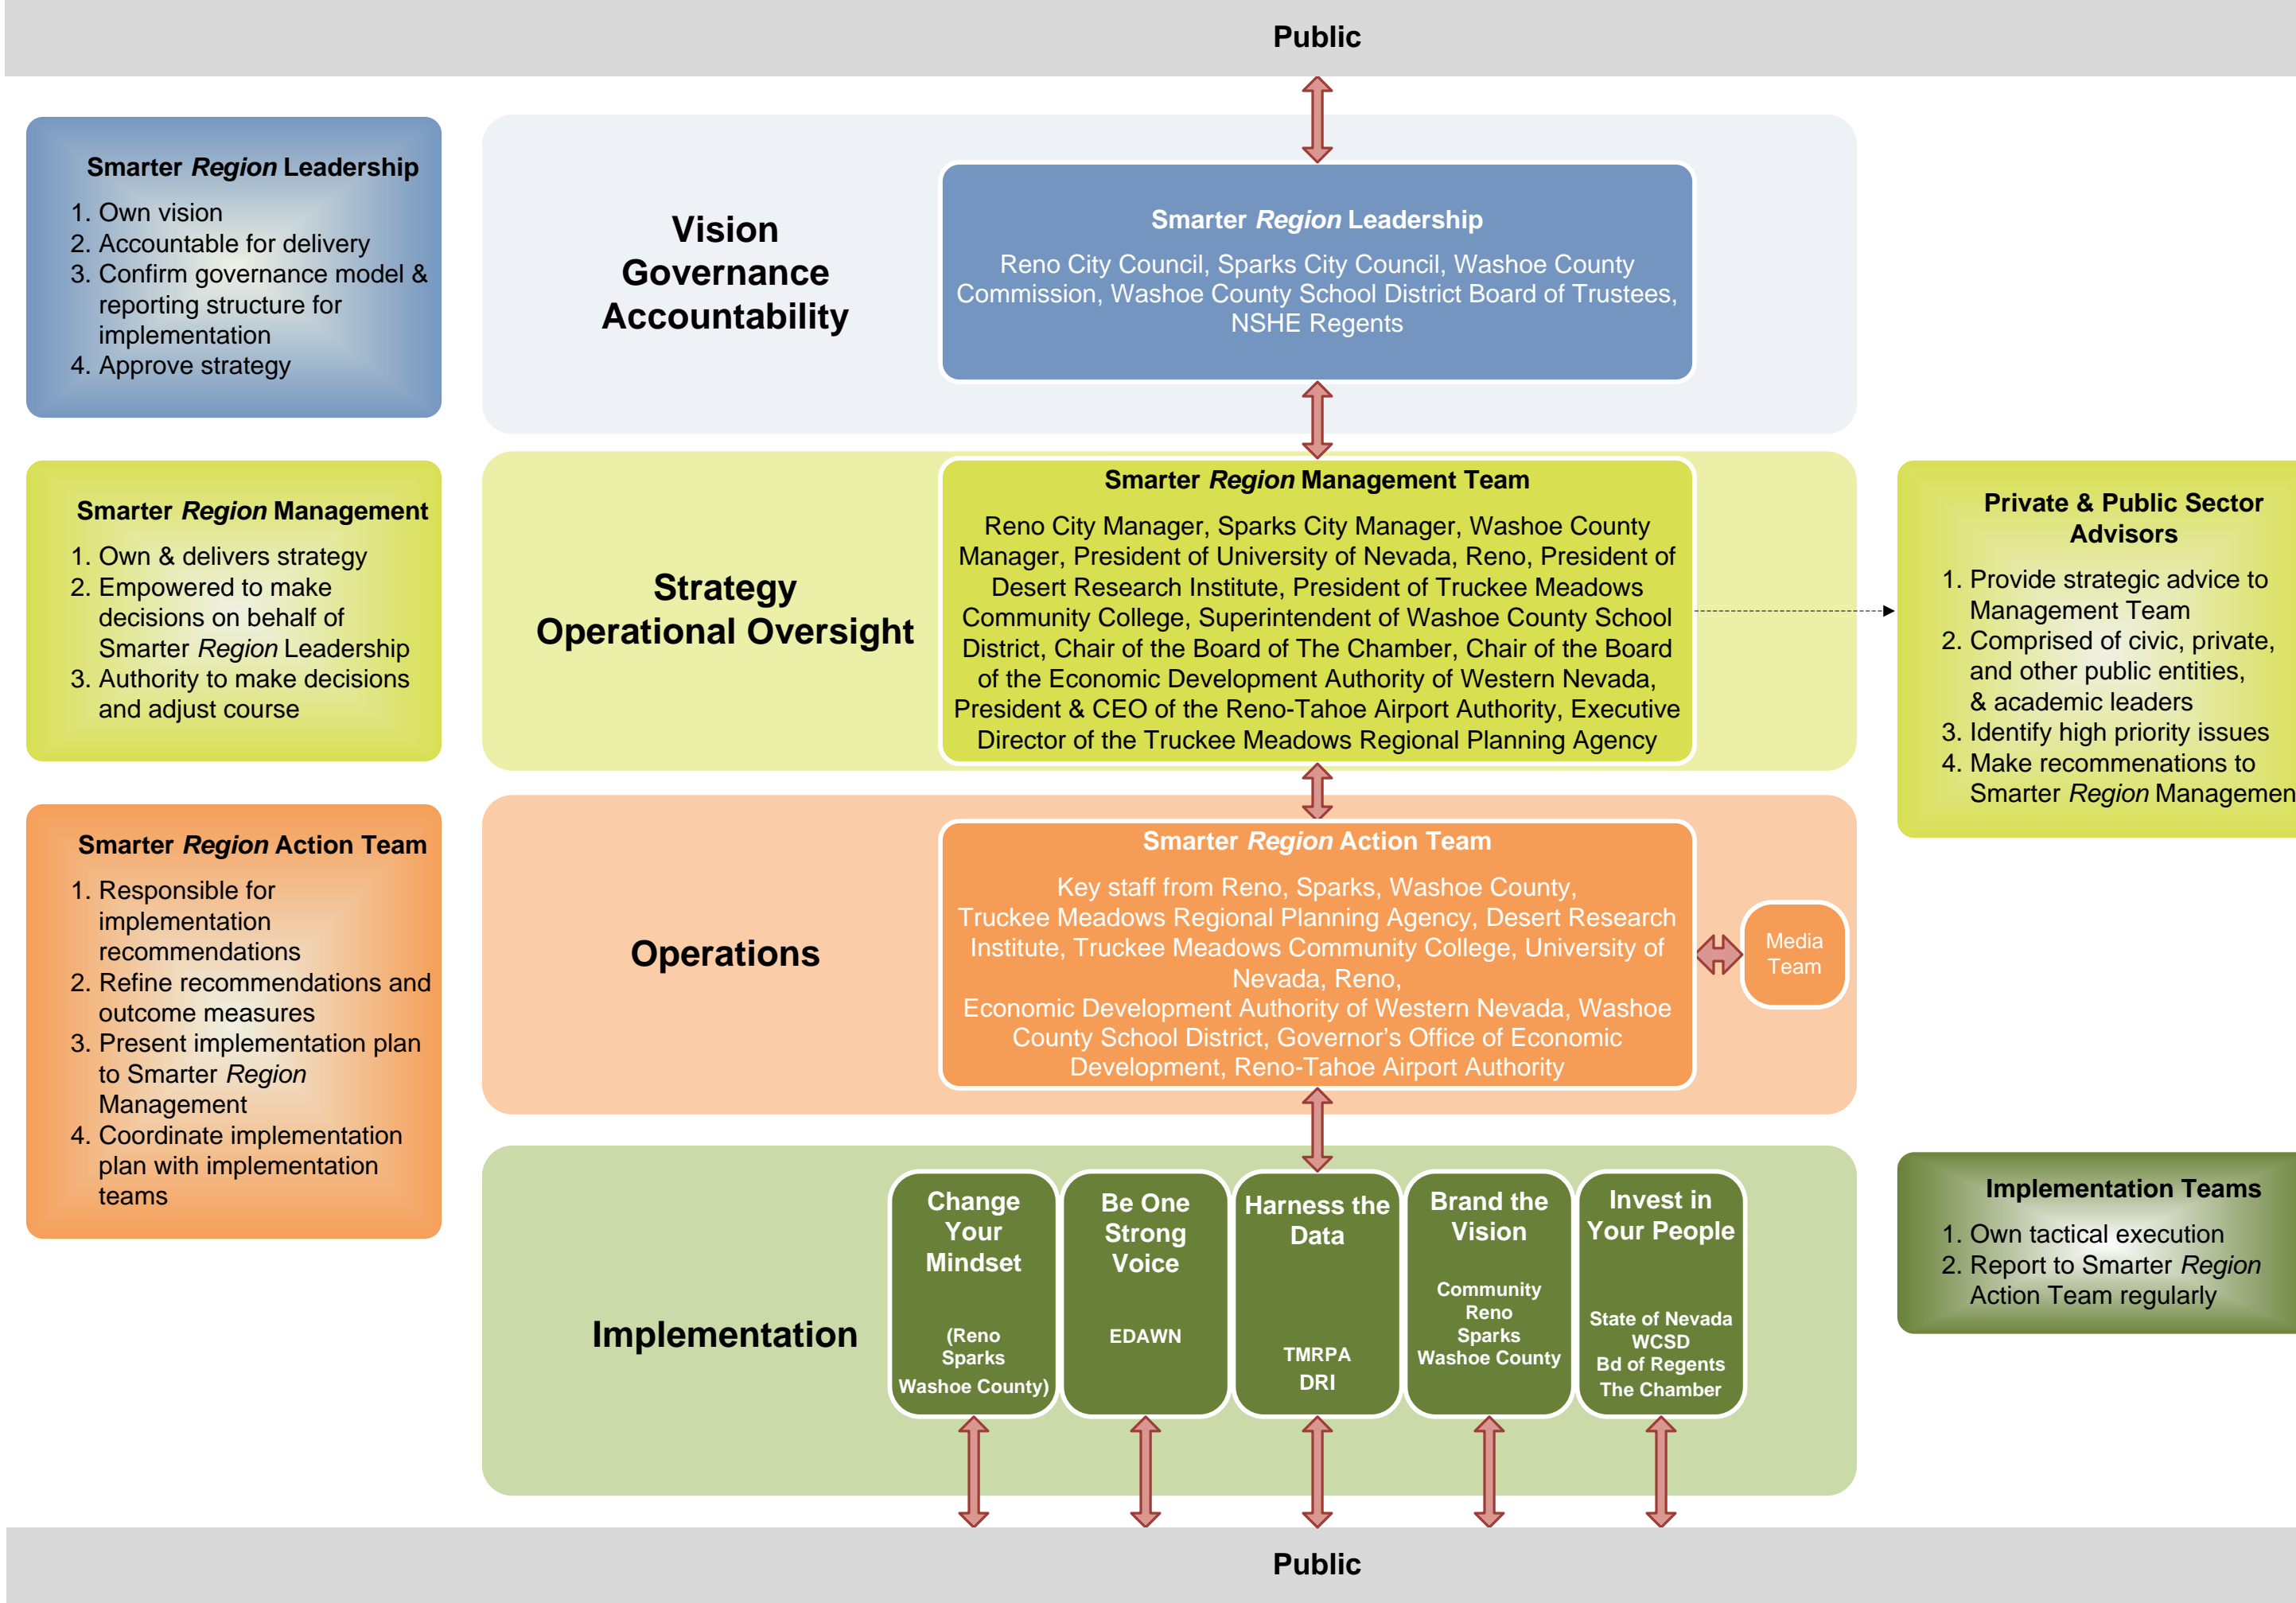 Public
Smarter Region Leadership
1. Own vision
2. Accountable for delivery
3. Confirm governance model &
reporting structure for
implementation
4. Approve strategy
Vision
Governance
Accountability
Smarter Region Leadership
Reno City Council, Sparks City Council, Washoe County
Commission, Washoe County School District Board of Trustees,
NSHE Regents
Smarter Region Management
1. Own & delivers strategy
2. Empowered to make
decisions on behalf of
Smarter Region Leadership
3. Authority to make decisions
and adjust course
Strategy
Operational Oversight
Smarter Region Management Team
Reno City Manager, Sparks City Manager, Washoe County
Manager, President of University of Nevada, Reno, President of
Desert Research Institute, President of Truckee Meadows
Community College, Superintendent of Washoe County School
District, Chair of the Board of The Chamber, Chair of the Board
of the Economic Development Authority of Western Nevada,
President & CEO of the Reno-Tahoe Airport Authority, Executive
Director of the Truckee Meadows Regional Planning Agency
Private & Public Sector
Advisors
1. Provide strategic advice to
Management Team
2. Comprised of civic, private,
and other public entities,
& academic leaders
3. Identify high priority issues
4. Make recommenations to
Smarter Region Managemen
Smarter Region Action Team
1. Responsible for
implementation
recommendations
2. Refine recommendations and
outcome measures
3. Present implementation plan
to Smarter Region
Management
4. Coordinate implementation
plan with implementation
teams
Operations
Smarter Region Action Team
Key staff from Reno, Sparks, Washoe County,
Truckee Meadows Regional Planning Agency, Desert Research
Institute, Truckee Meadows Community College, University of
Nevada, Reno,
Economic Development Authority of Western Nevada, Washoe
County School District, Governor's Office of Economic
Development, Reno-Tahoe Airport Authority
Media
Team
Implementation
Change
Your
Mindset
(Reno
Sparks
Washoe County)
Be One
Strong
Voice
EDAWN
Harness the
Data
TMRPA
DRI
Brand the
Vision
Community
Reno
Sparks
Washoe County
Invest in
Your People
State of Nevada
WCSD
Bd of Regents
The Chamber
Implementation Teams
1. Own tactical execution
2. Report to Smarter Region
Action Team regularly
Public